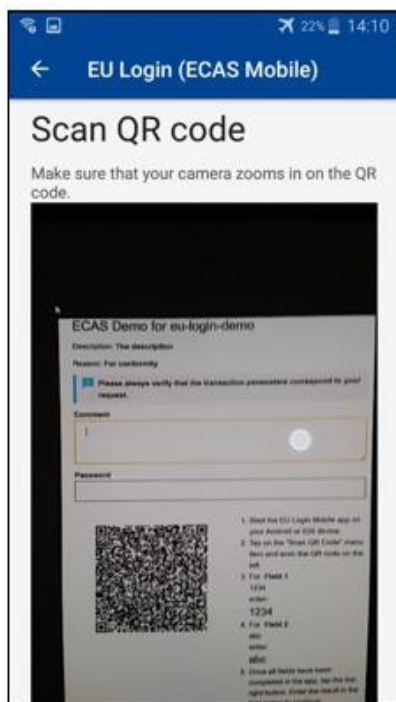 22% 14:10
EU Login (ECAS Mobile)
Scan QR code
Make sure that your camera zooms in on the QR
code.
ECAS Demo for eu-login-demo
Description: The description
Reason: For conformity
Please always verify that the transaction parameters correspond to your
request.
Comment
Password
1. Start the EU Login Mobile app on
your Android or iOS device.
2. Tap on the "Scan QR Code" menu
item and scan the QR code on the
left.
3. For Field 1
1234
enter:
1234
4. For Field 2
abc
enter:
abc
5. Once all fields have been
completed in the app, tap the top
right button. Enter the result in the